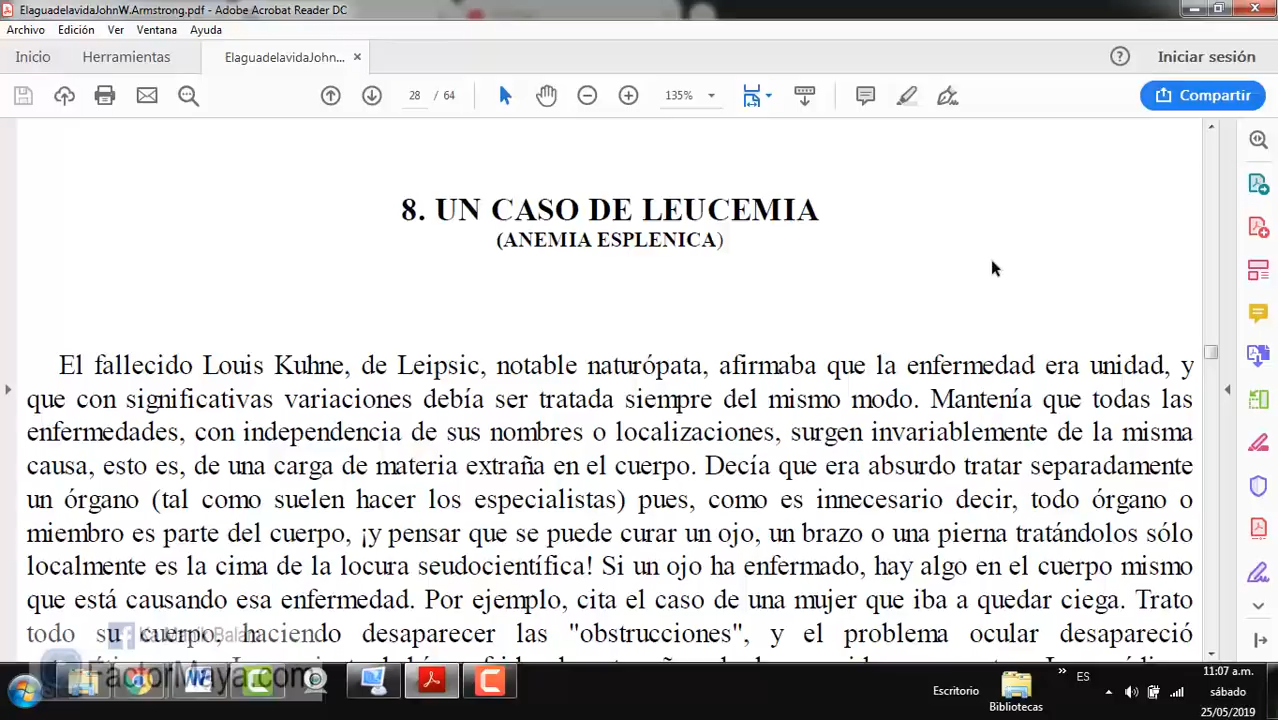 ElaguadelavidaJohnW.Armstrong.pdf - Adobe Acrobat Reader DC
Archivo Edición Ver Ventana Ayuda
Inicio Herramientas ElaguadelavidaJohn... × Iniciar sesión
28 / 64 135% Compartir
8. UN CASO DE LEUCEMIA
(ANEMIA ESPLENICA)
El fallecido Louis Kuhne, de Leipsic, notable naturópata, afirmaba que la enfermedad era unidad, y
que con significativas variaciones debía ser tratada siempre del mismo modo. Mantenía que todas las
enfermedades, con independencia de sus nombres o localizaciones, surgen invariablemente de la misma
causa, esto es, de una carga de materia extraña en el cuerpo. Decía que era absurdo tratar separadamente
un órgano (tal como suelen hacer los especialistas) pues, como es innecesario decir, todo órgano o
miembro es parte del cuerpo, ¡y pensar que se puede curar un ojo, un brazo o una pierna tratándolos sólo
localmente es la cima de la locura seudocientífica! Si un ojo ha enfermado, hay algo en el cuerpo mismo
que está causando esa enfermedad. Por ejemplo, cita el caso de una mujer que iba a quedar ciega. Trato
todo su cuerpo, haciendo desaparecer las "obstrucciones", y el problema ocular desapareció
FactorMaya.com
Escritorio
Bibliotecas
» ES
11:07 a.m.
sábado
25/05/2019